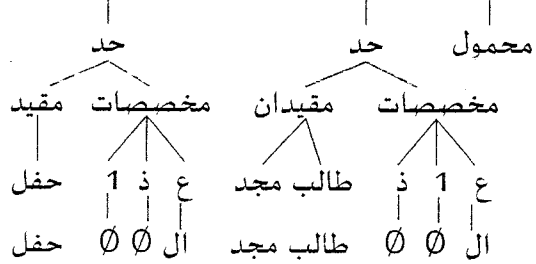 محمول حد حد
مخصصات مقيدان مخصصات مقيد
ع 1 ذ طالب مجد ع ذ 1 حفل
ال Ø Ø طالب مجد ال Ø Ø حفل